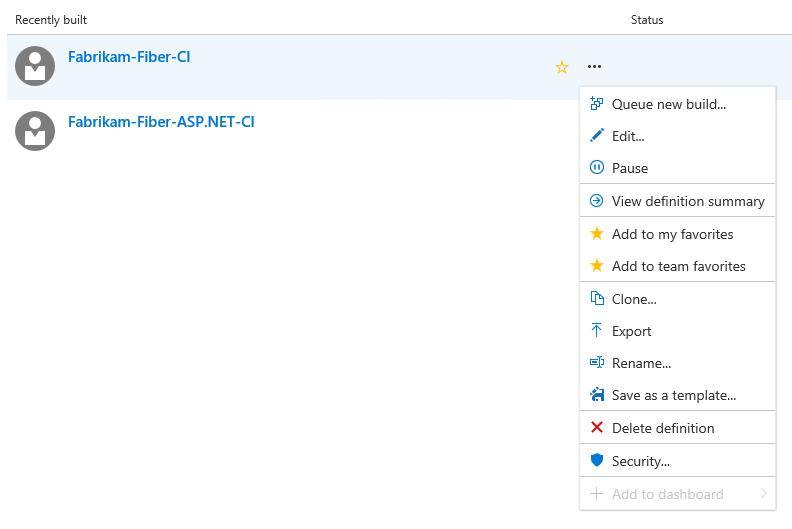 Recently built Status
Fabrikam-Fiber-CI
Fabrikam-Fiber-ASP.NET-CI
Queue new build...
Edit...
Pause
View definition summary
Add to my favorites
Add to team favorites
Clone...
Export
Rename...
Save as a template...
Delete definition
Security...
Add to dashboard